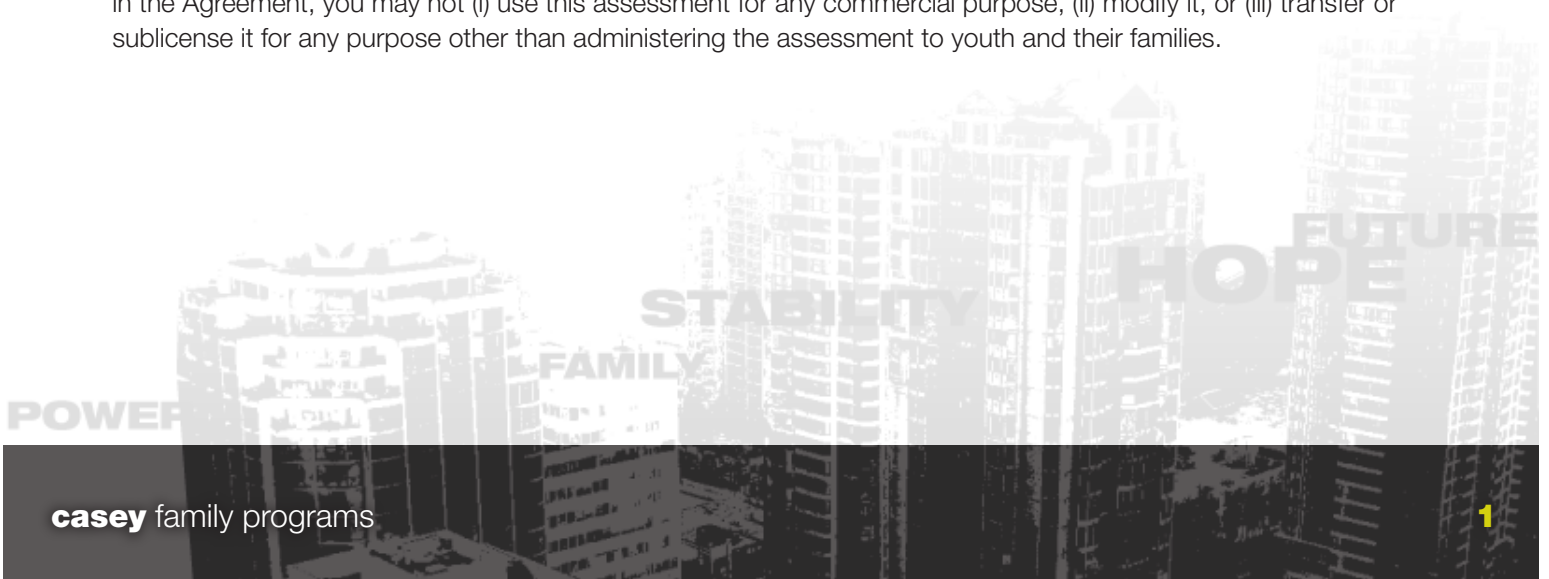 in the Agreement, you may not (i) use this assessment for any commercial purpose, (ii) modify it, or (iii) transfer or
sublicense it for any purpose other than administering the assessment to youth and their families.
FUTURE
HOPE
STABILITY
FAMILY
POWER
casey family programs
1